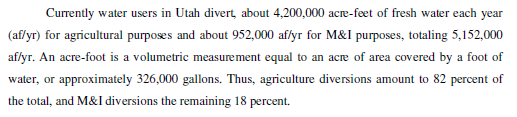 Currently water users in Utah divert, about 4,200,000 acre-feet of fresh water each year
(af/yr) for agricultural purposes and about 952,000 af/yr for M&I purposes, totaling 5,152,000
af/yr. An acre-foot is a volumetric measurement equal to an acre of area covered by a foot of
water, or approximately 326,000 gallons. Thus, agriculture diversions amount to 82 percent of
the total, and M&I diversions the remaining 18 percent.